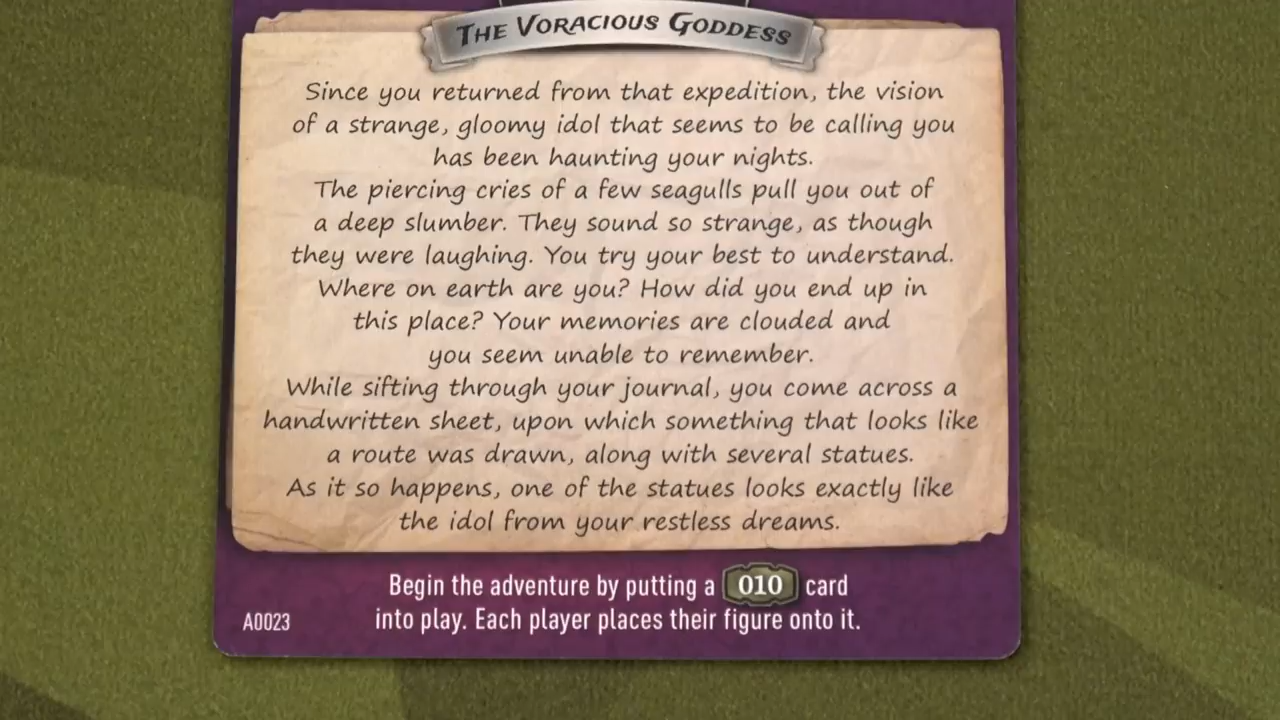 THE VORACIOUS GODDESS
Since you returned from that expedition, the vision
of a strange, gloomy idol that seems to be calling you
has been haunting your nights.
The piercing cries of a few seagulls pull you out of
a deep slumber. They sound so strange, as though
they were laughing. You try your best to understand.
Where on earth are you? How did you end up in
this place? Your memories are clouded and
you seem unable to remember.
While sifting through your journal, you come across a
handwritten sheet, upon which something that looks like
a route was drawn, along with several statues.
As it so happens, one of the statues looks exactly like
the idol from your restless dreams.
Begin the adventure by putting a 010 card
into play. Each player places their figure onto it.
A0023